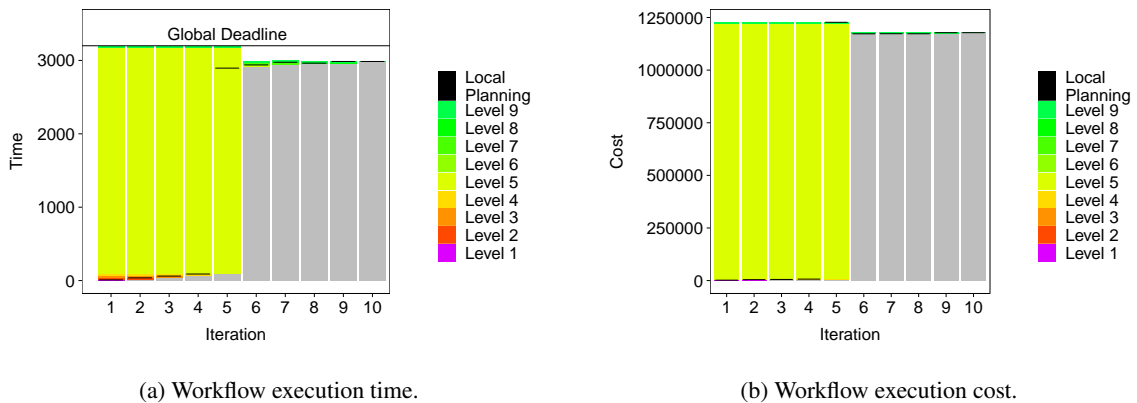 Global Deadline
3000
2000
1000
0
Time
1 2 3 4 5 6 7 8 9 10
Iteration
Local
Planning
Level 9
Level 8
Level 7
Level 6
Level 5
Level 4
Level 3
Level 2
Level 1
(a) Workflow execution time.
1250000
1000000
750000
500000
250000
0
Cost
1 2 3 4 5 6 7 8 9 10
Iteration
Local
Planning
Level 9
Level 8
Level 7
Level 6
Level 5
Level 4
Level 3
Level 2
Level 1
(b) Workflow execution cost.